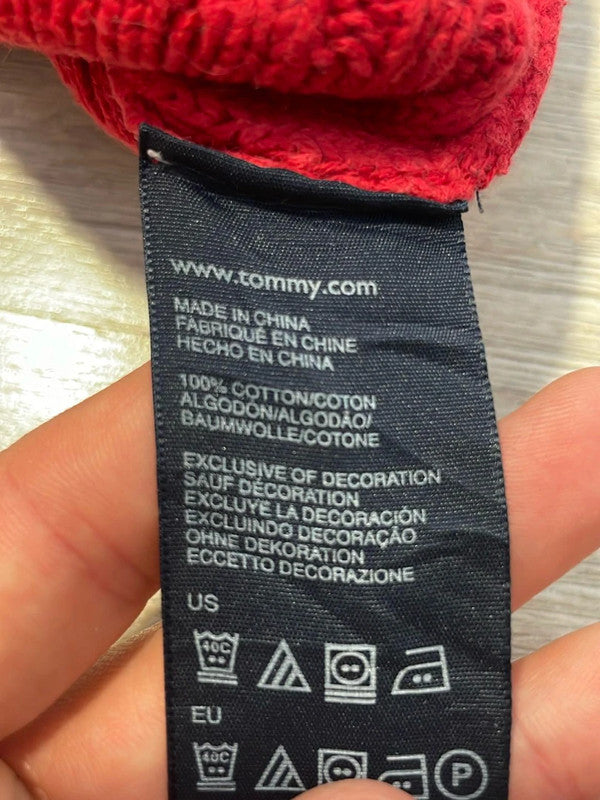 www.tommy.com
MADE IN CHINA
FABRIQUÉ EN CHINE
HECHO EN CHINA
100% COTTON/COTON
ALGODÓN/ALGODÃO/
BAUMWOLLE/COTONE
EXCLUSIVE OF DECORATION
SAUF DÉCORATION
EXCLUYE LA DECORACIÓN
EXCLUINDO DECORAÇÃO
OHNE DEKORATION
ECCETTO DECORAZIONE
US
40C
EU
40C P